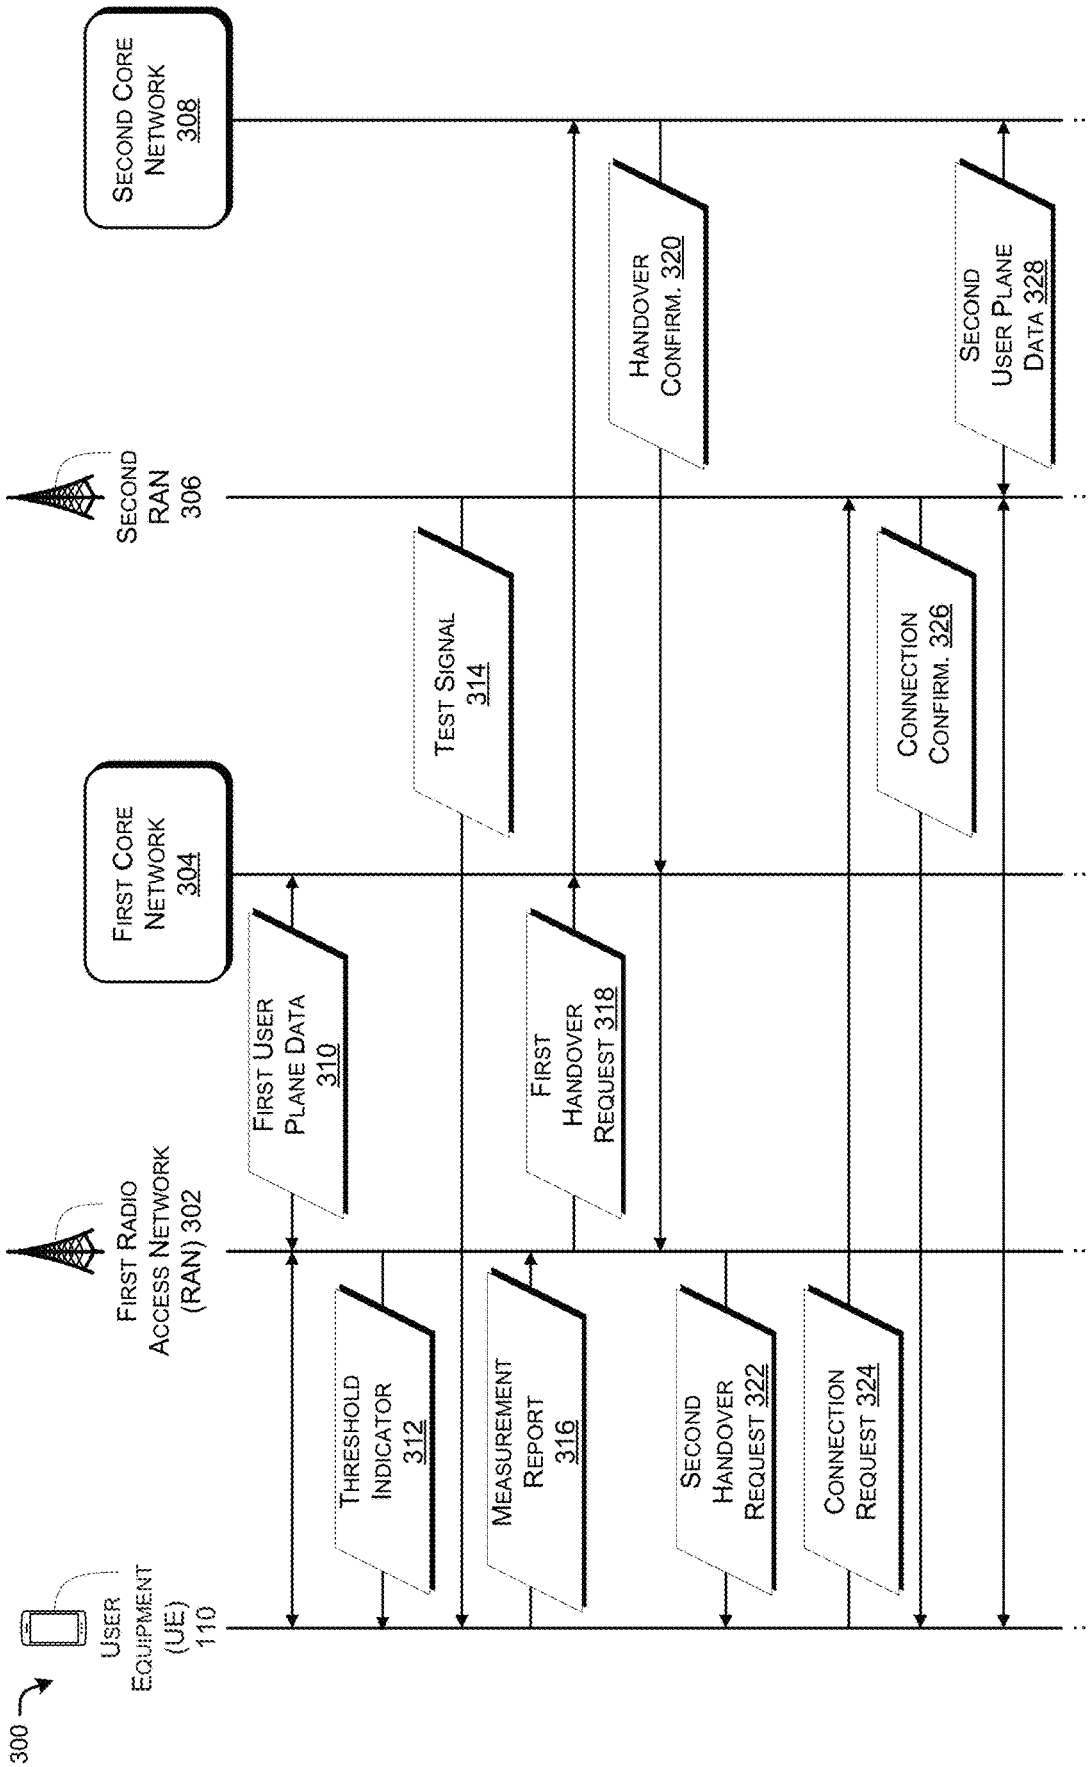 300
USER
EQUIPMENT
(UE)
110
FIRST RADIO
ACCESS NETWORK
(RAN) 302
FIRST CORE
NETWORK
304
SECOND
RAN
306
SECOND CORE
NETWORK
308
FIRST USER
PLANE DATA
310
THRESHOLD
INDICATOR
312
TEST SIGNAL
314
MEASUREMENT
REPORT
316
FIRST
HANDOVER
REQUEST 318
HANDOVER
CONFIRM. 320
SECOND
HANDOVER
REQUEST 322
CONNECTION
REQUEST 324
CONNECTION
CONFIRM. 326
SECOND
USER PLANE
DATA 328